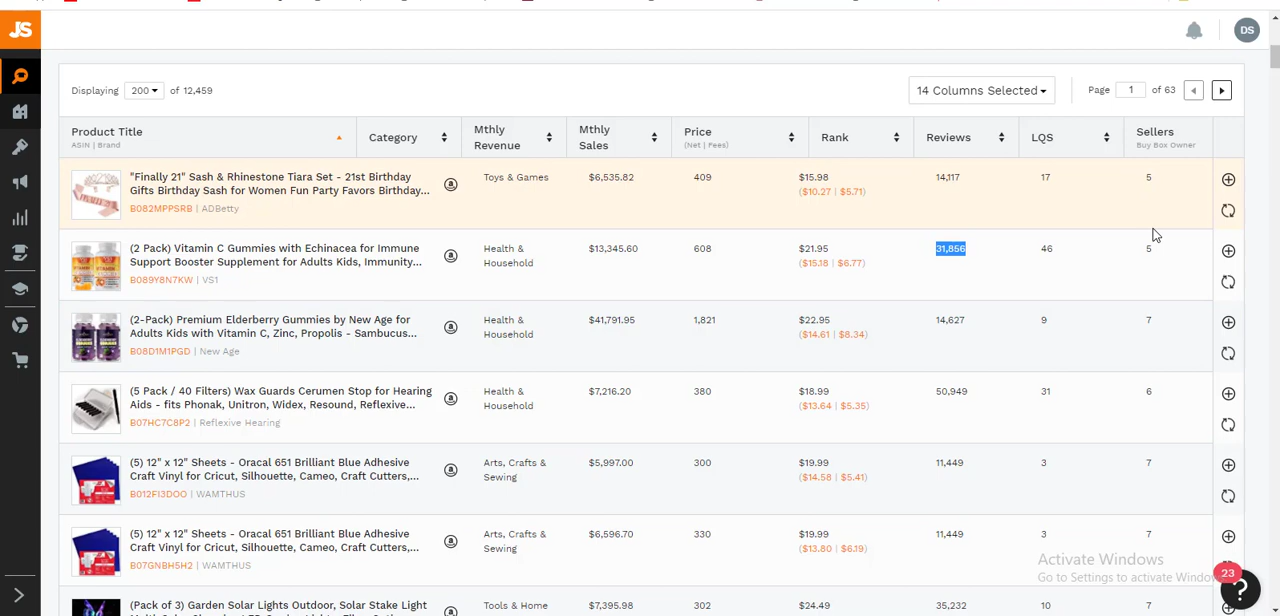 JS
DS
Displaying 200 of 12,459
14 Columns Selected
Page 1 of 63
Product Title
ASIN | Brand
Category
Mthly Revenue
Mthly Sales
Price
(Net | Fees)
Rank
Reviews
LQS
Sellers
Buy Box Owner
"Finally 21" Sash & Rhinestone Tiara Set - 21st Birthday
Gifts Birthday Sash for Women Fun Party Favors Birthday...
B082MPPSRB | ADBetty
Toys & Games
$6,535.82
409
$15.98
($10.27 | $5.71)
14,117
17
5
(2 Pack) Vitamin C Gummies with Echinacea for Immune
Support Booster Supplement for Adults Kids, Immunity...
B089Y8N7KW | VS1
Health &
Household
$13,345.60
608
$21.95
($15.18 | $6.77)
31,856
46
5
(2-Pack) Premium Elderberry Gummies by New Age for
Adults Kids with Vitamin C, Zinc, Propolis - Sambucus...
B08D1M1PGD | New Age
Health &
Household
$41,791.95
1,821
$22.95
($14.61 | $8.34)
14,627
9
7
(5 Pack / 40 Filters) Wax Guards Cerumen Stop for Hearing
Aids - fits Phonak, Unitron, Widex, Resound, Reflexive...
B07HC7C8P2 | Reflexive Hearing
Health &
Household
$7,216.20
380
$18.99
($13.64 | $5.35)
50,949
31
6
(5) 12" x 12" Sheets - Oracal 651 Brilliant Blue Adhesive
Craft Vinyl for Cricut, Silhouette, Cameo, Craft Cutters,...
B012FI3DOO | WAMTHUS
Arts, Crafts &
Sewing
$5,997.00
300
$19.99
($14.58 | $5.41)
11,449
3
7
(5) 12" x 12" Sheets - Oracal 651 Brilliant Blue Adhesive
Craft Vinyl for Cricut, Silhouette, Cameo, Craft Cutters,...
B07GNBH5H2 | WAMTHUS
Arts, Crafts &
Sewing
$6,596.70
330
$19.99
($13.80 | $6.19)
11,449
3
7
Activate Windows
Go to Settings to activate Window
23
?
(Pack of 3) Garden Solar Lights Outdoor, Solar Stake Light
Tools & Home
$7,395.98
302
$24.49
35,232
10
7